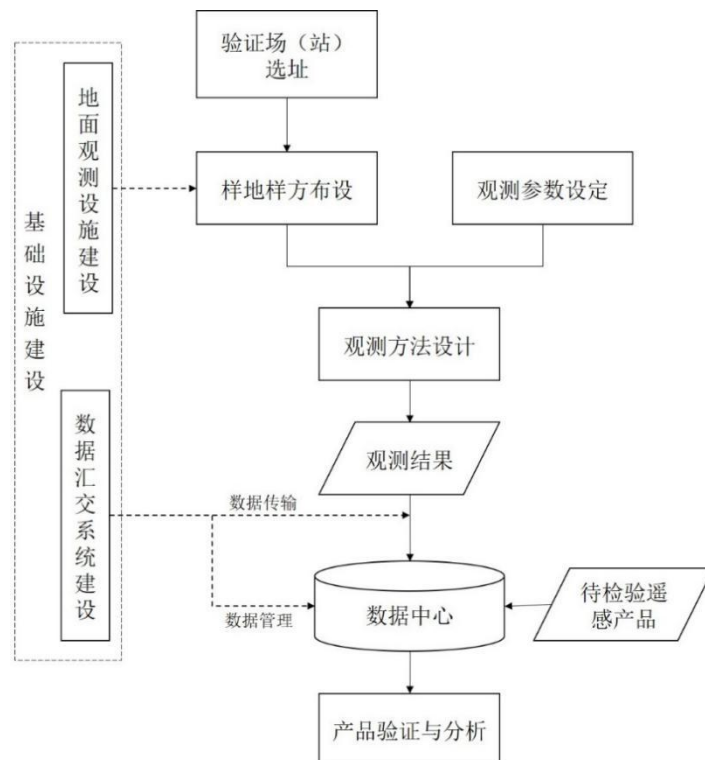 验证场（站）
选址
地面观测设施建设
样地样方布设
观测参数设定
基础设施建设
观测方法设计
观测结果
数据汇交系统建设
数据传输
数据管理
数据中心
待检验遥
感产品
产品验证与分析